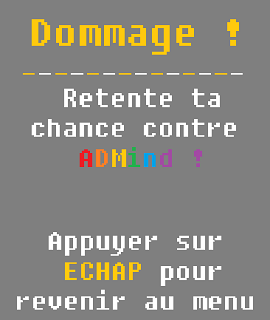 Dommage !
_ _ _ _ _ _ _ _ _ _ _ _ _ _
Retente ta
chance contre
ADMind !
Appuyer sur
ECHAP pour
revenir au menu